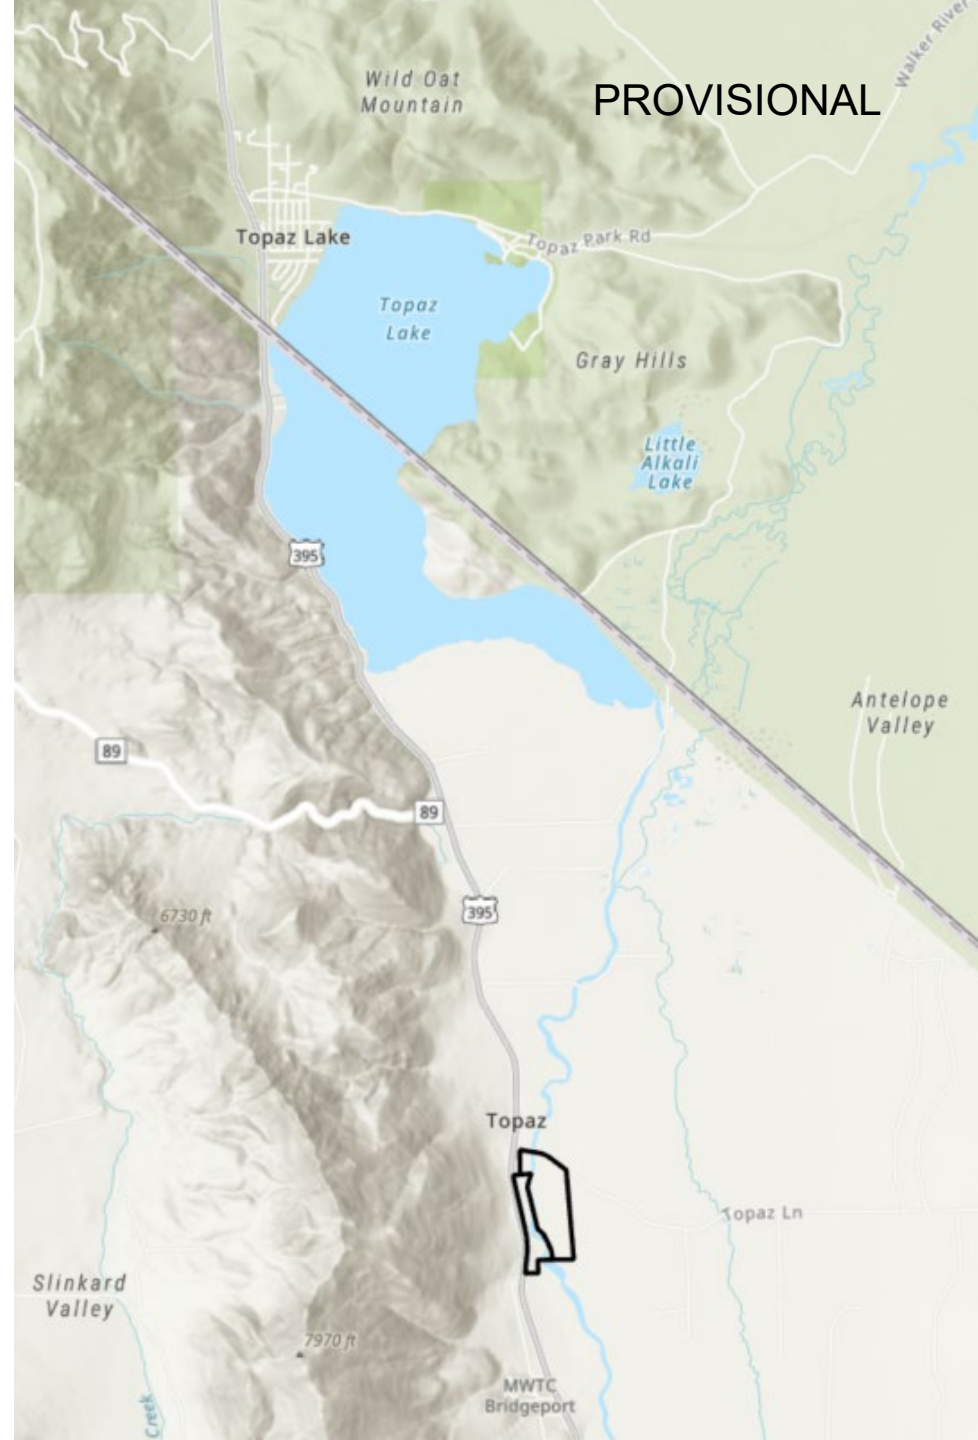 Wild Oat
Mountain
PROVISIONAL
Walker River
Topaz Lake
Topaz Park Rd
Topaz
Lake
Gray Hills
Little
Alkali
Lake
395
Antelope
Valley
89
89
6730 ft
395
Topaz
Topaz Ln
Slinkard
Valley
7970 ft
MWTC
Bridgeport
Creek